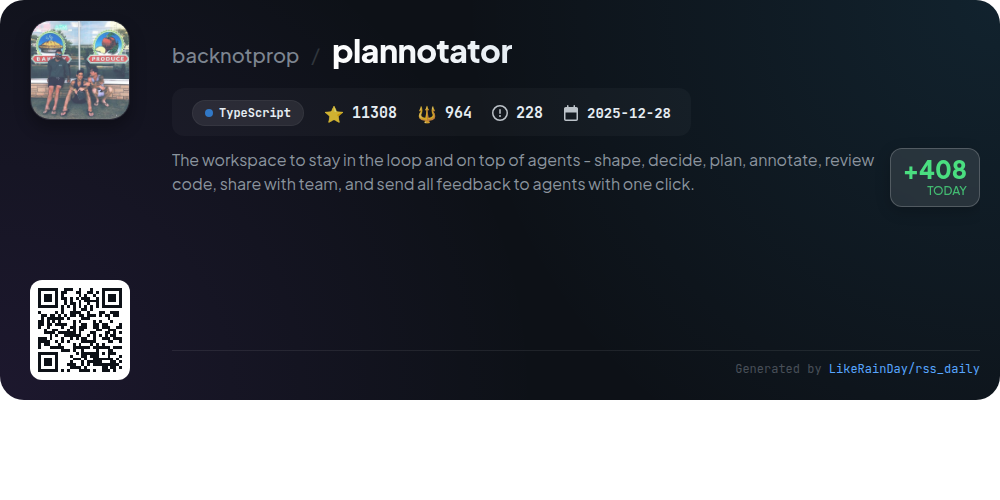 backnotprop / plannotator
TypeScript 11308 964 228 2025-12-28
The workspace to stay in the loop and on top of agents - shape, decide, plan, annotate, review
code, share with team, and send all feedback to agents with one click.
+408
TODAY
PRODUCE
Generated by LikeRainDay/rss_daily